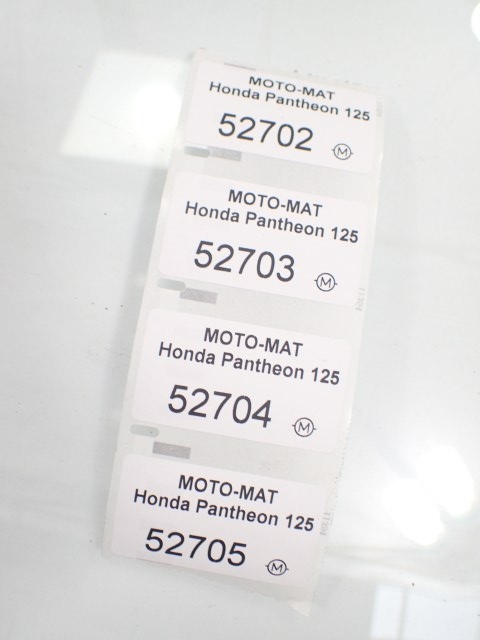 MOTO-MAT
Honda Pantheon 125
52702 M
MOTO-MAT
Honda Pantheon 125
52703 M
MOTO-MAT
Honda Pantheon 125
52704 M
MOTO-MAT
Honda Pantheon 125
52705 M